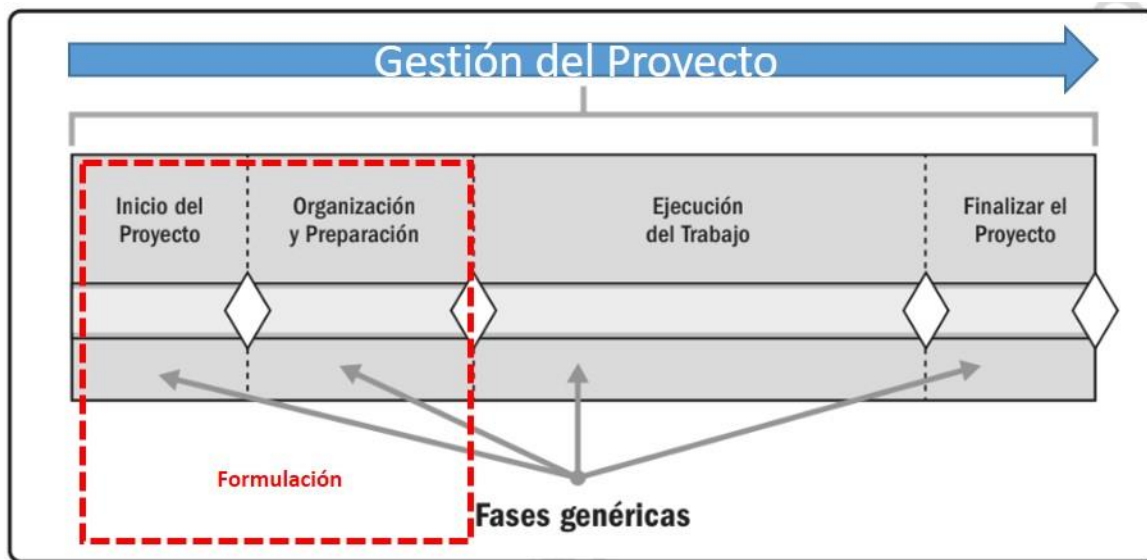 Gestión del Proyecto
Inicio del
Proyecto
Organización
y Preparación
Ejecución
del Trabajo
Finalizar el
Proyecto
Formulación
Fases genéricas